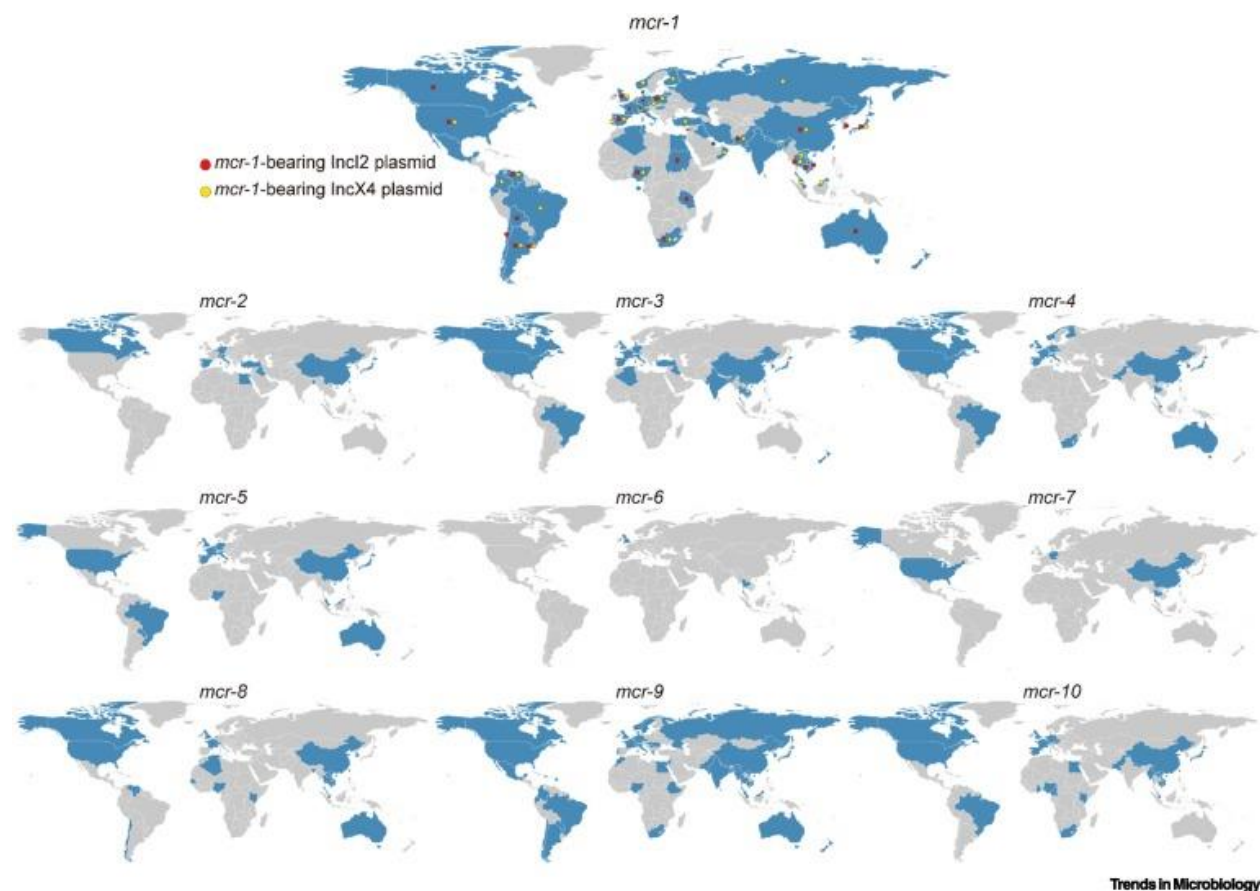 mcr-1
mcr-1-bearing IncI2 plasmid
mcr-1-bearing IncX4 plasmid
mcr-2 mcr-3 mcr-4
mcr-5 mcr-6 mcr-7
mcr-8 mcr-9 mcr-10
Trends in Microbiology